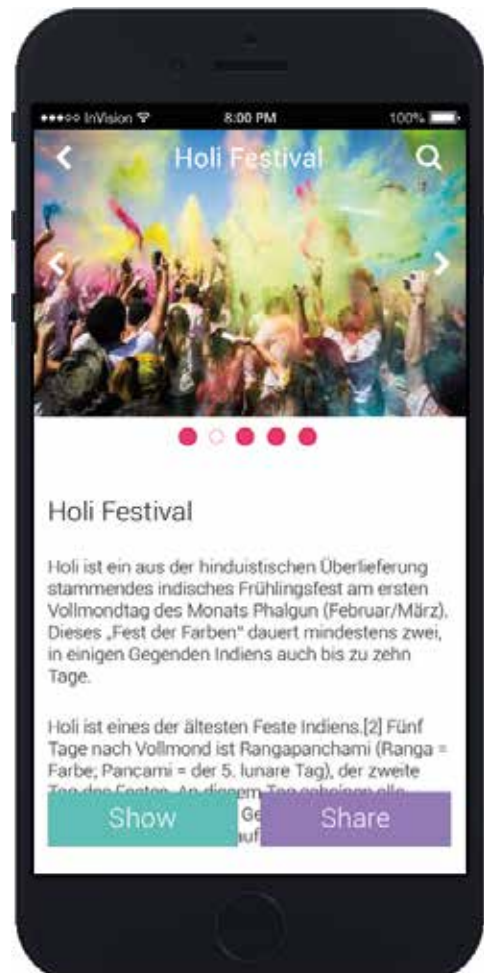 InVision 8:00 PM 100%
Holi Festival
Holi Festival
Holi ist ein aus der hinduistischen Überlieferung
stammendes indisches Frühlingsfest am ersten
Vollmondtag des Monats Phalgun (Februar/März).
Dieses „Fest der Farben“ dauert mindestens zwei,
in einigen Gegenden Indiens auch bis zu zehn
Tage.
Holi ist eines der ältesten Feste Indiens.[2] Fünf
Tage nach Vollmond ist Rangapanchami (Ranga =
Farbe; Pancami = der 5. lunare Tag), der zweite
Show Share